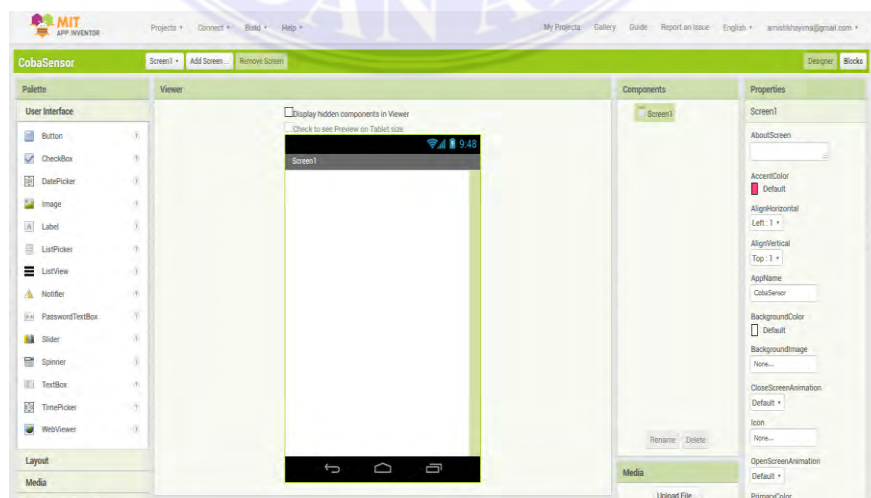 MIT
APP INVENTOR
Projects Connect Build Help
My Projects Gallery Guide Report an Issue English arnistikhayima@gmail.com
CobaSensor
Screen1 Add Screen... Remove Screen
Designer Blocks
Palette
User Interface
Button
CheckBox
DatePicker
Image
Label
ListPicker
ListView
Notifier
PasswordTextBox
Slider
Spinner
TextBox
TimePicker
WebViewer
Layout
Media
Viewer
Display hidden components in Viewer
Check to see Preview on Tablet size.
9:48
Screen1
Components
Screen1
Rename Delete
Media
Upload File
Properties
Screen1
AboutScreen
AccentColor
Default
AlignHorizontal
Left : 1
AlignVertical
Top : 1
AppName
CobaSensor
BackgroundColor
Default
BackgroundImage
None...
CloseScreenAnimation
Default
Icon
None...
OpenScreenAnimation
Default
PrimaryColor